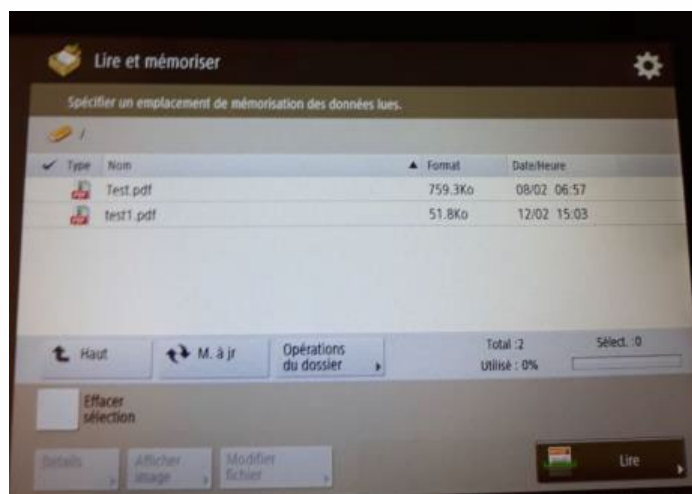 Lire et mémoriser
Spécifier un emplacement de mémorisation des données lues.
/
Type Nom Format Date/Heure
Test.pdf 759.3Ko 08/02 06:57
test1.pdf 51.8Ko 12/02 15:03
Haut M. à jr Opérations du dossier Total :2 Sélect. :0
Utilisé : 0%
Effacer
sélection
Détails Afficher image Modifier fichier Lire